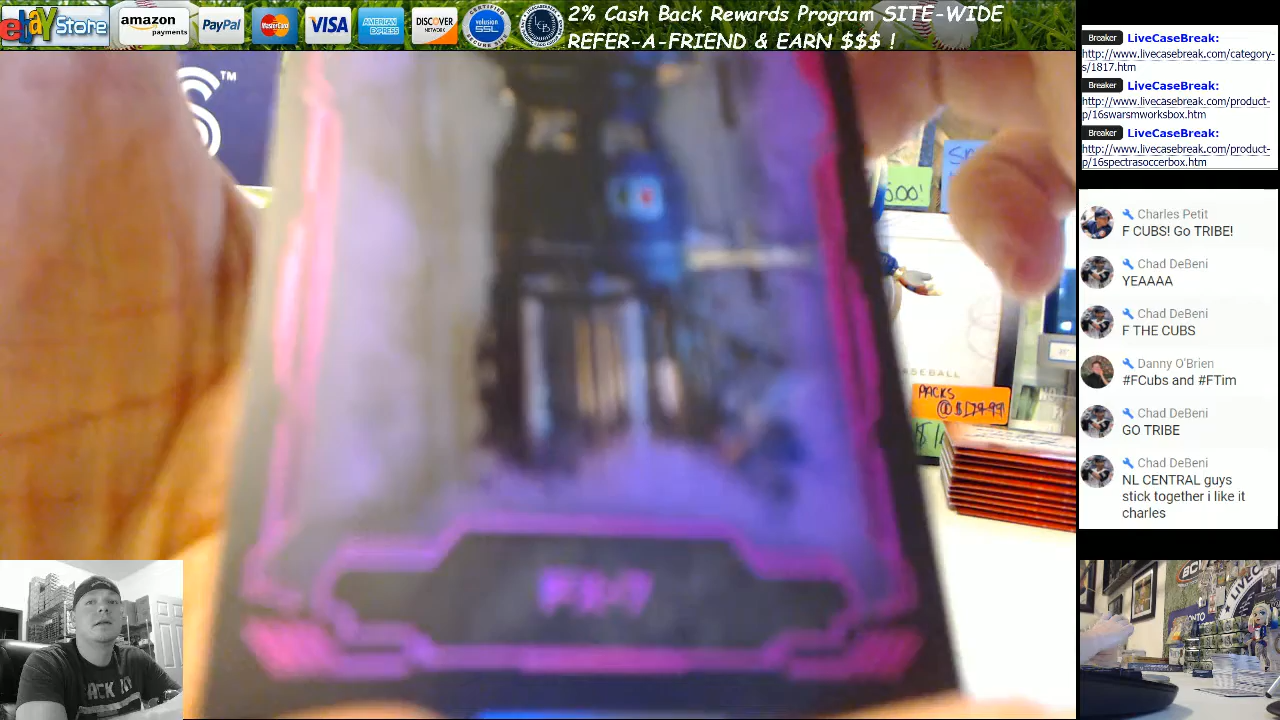 ebay Store
amazon
payments
PayPal
MasterCard
VISA
AMERICAN
EXPRESS
DISCOVER
NETWORK
volusion
SSL
2% Cash Back Rewards Program SITE-WIDE
REFER-A-FRIEND & EARN $$$ !
Breaker LiveCaseBreak:
http://www.livecasebreak.com/category-
s/1817.htm
Breaker LiveCaseBreak:
http://www.livecasebreak.com/product-
p/16swarsmworksbox.htm
Breaker LiveCaseBreak:
http://www.livecasebreak.com/product-
p/16spectrasoccerbox.htm
Charles Petit
F CUBS! Go TRIBE!
Chad DeBeni
YEAAAA
Chad DeBeni
F THE CUBS
Danny O'Brien
#FCubs and #FTim
Chad DeBeni
GO TRIBE
Chad DeBeni
NL CENTRAL guys
stick together i like it
charles
S™
PACKS